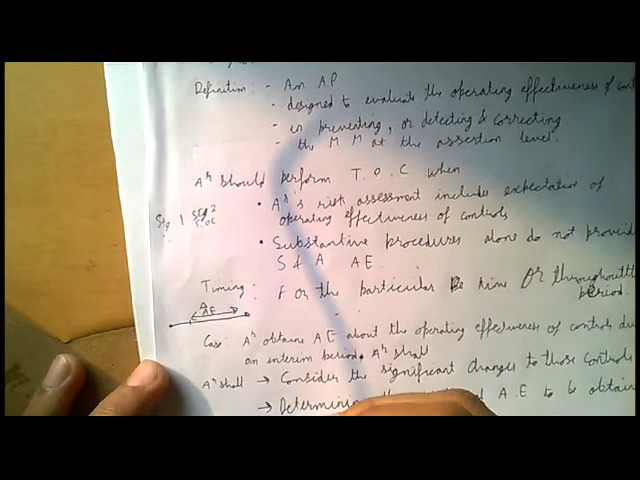 Definition: - An A.P
- designed to evaluate the operating effectiveness of cont
- in preventing, or detecting & correcting
- the M M at the assertion level.
Aʳ should perform T.O.C when
Step 1 Step 2 T.OC
• Aʳ's risk assessment includes expectation of
operating effectiveness of controls
• Substantive procedures alone do not provide
S & A AE.
Timing: For the particular time Or throughout the
period.
A
AE
Case: Aʳ obtains AE about the operating effectiveness of controls du
an interim period. Aʳ shall
Aʳ shall → Consider the significant changes to those controls
→ A.E to be obtain